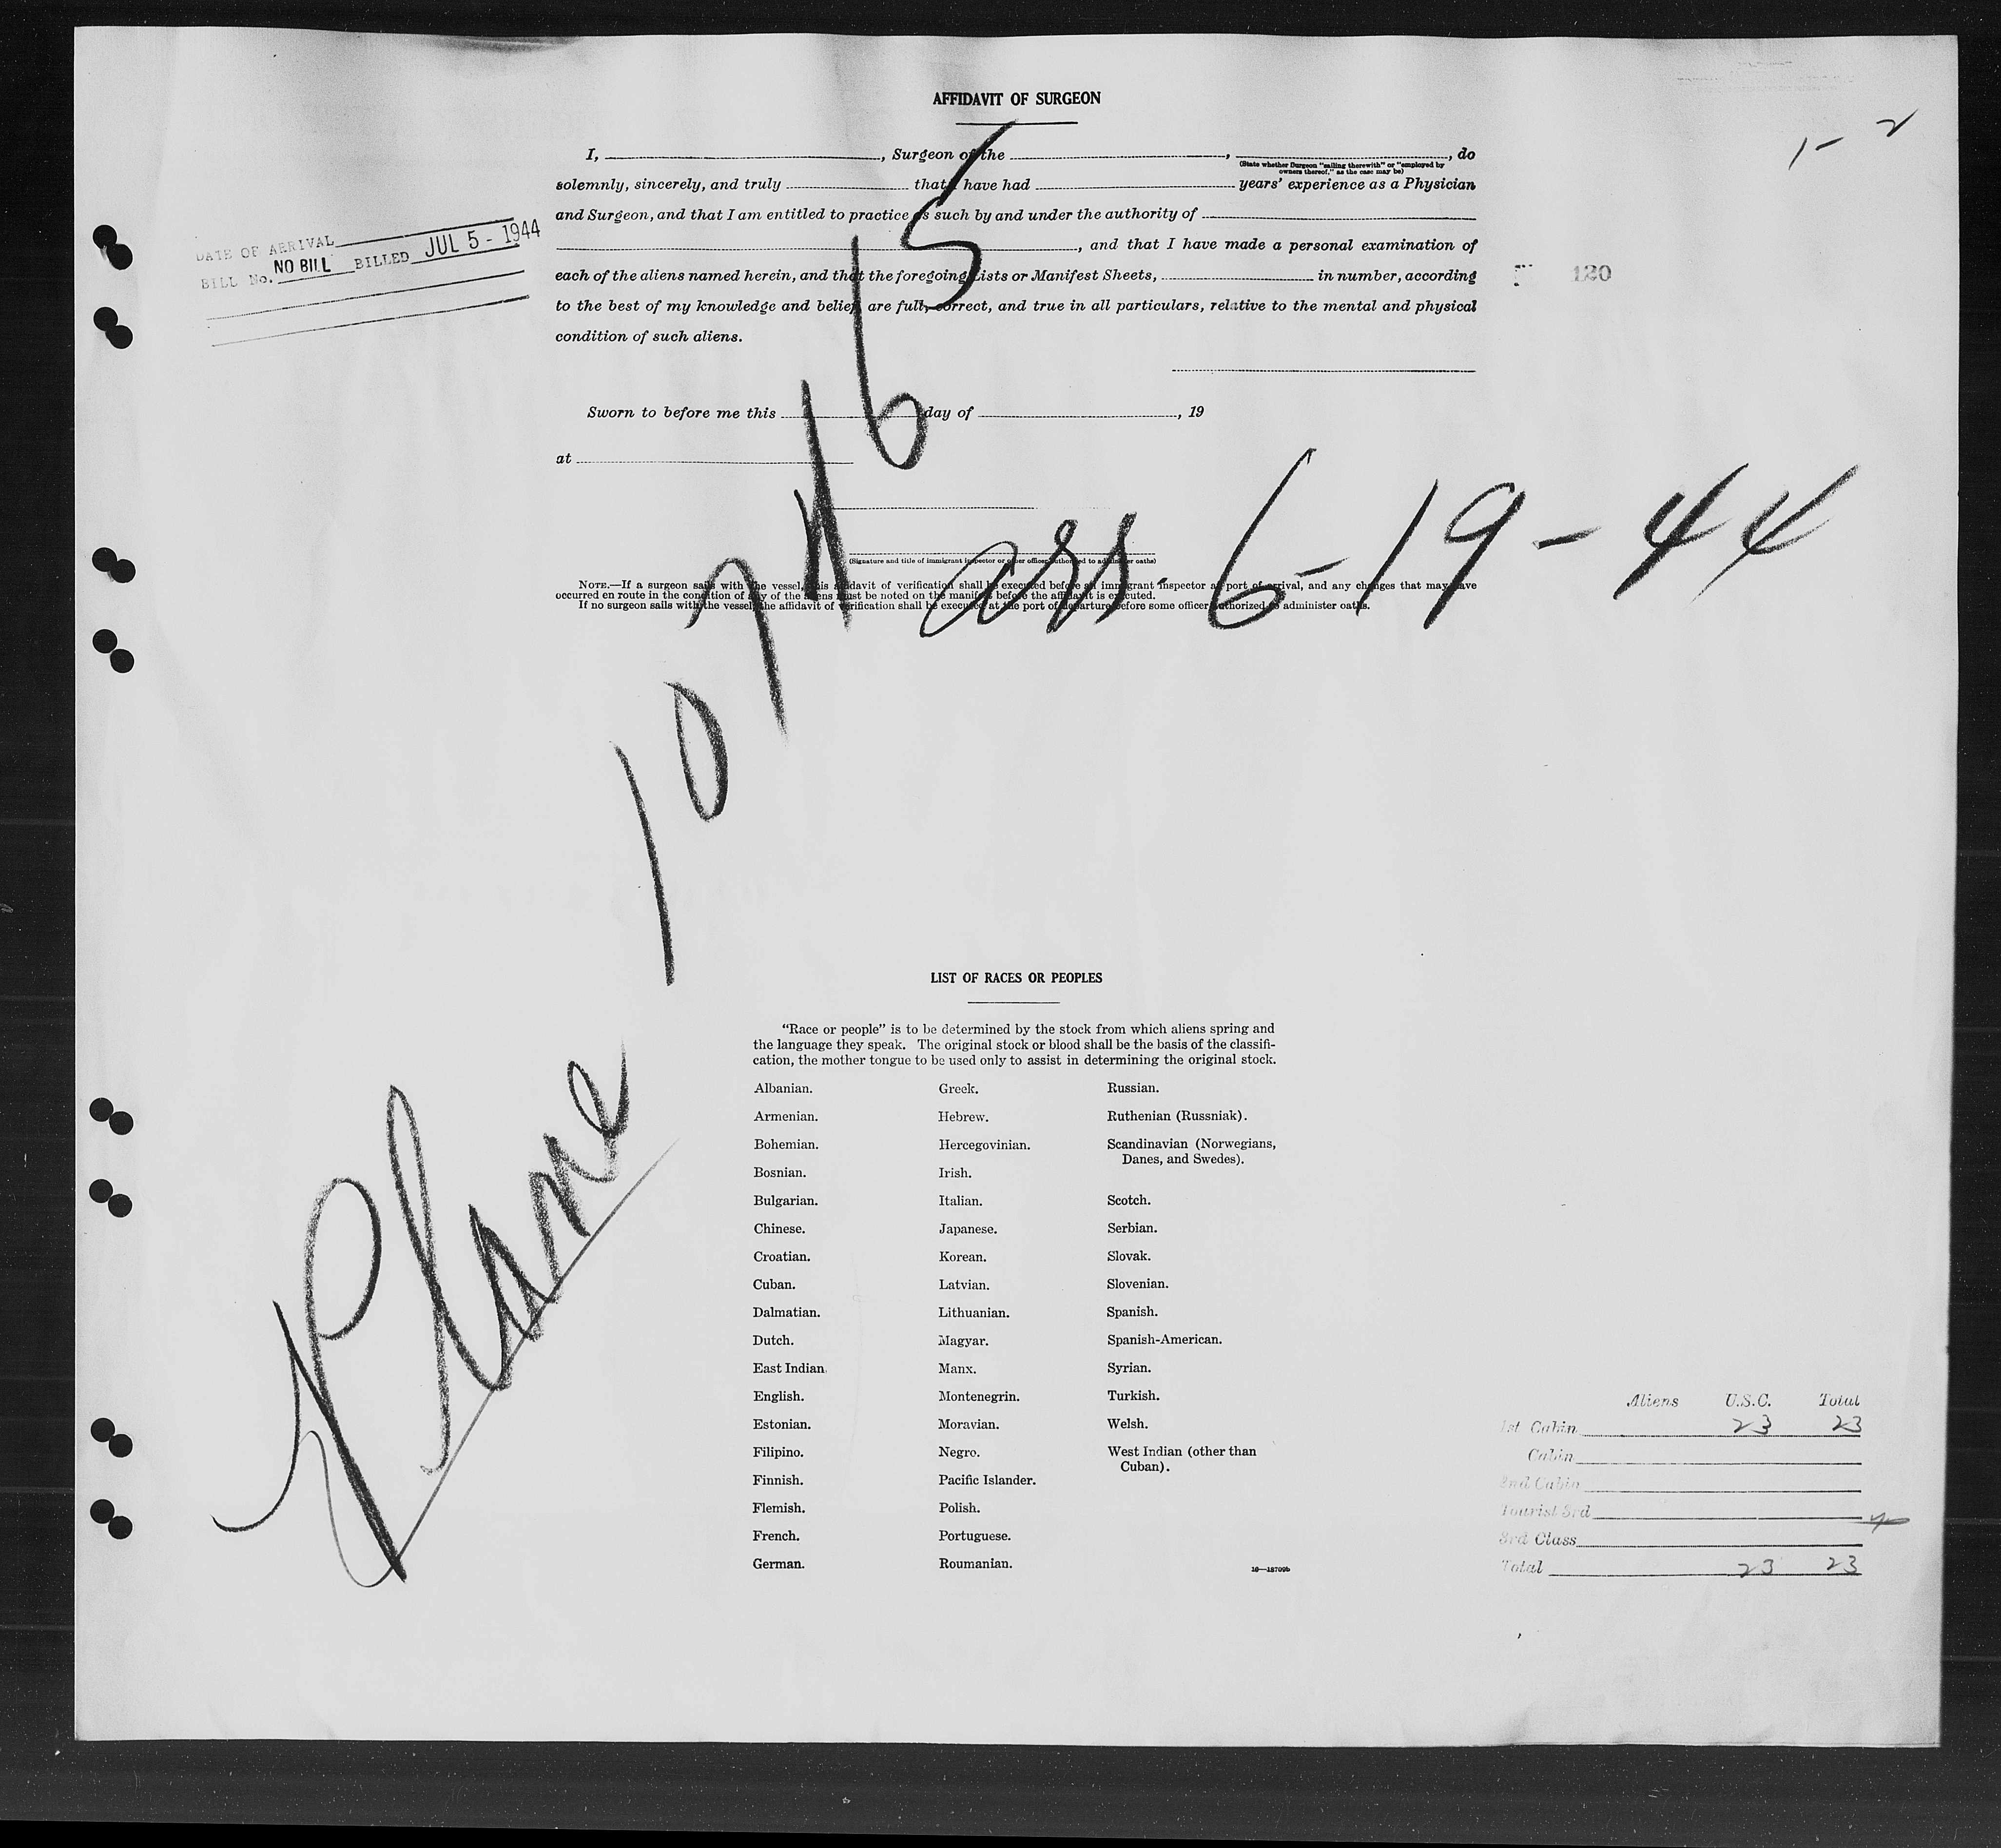 AFFIDAVIT OF SURGEON
1- 2
I, , Surgeon of the , , do
(State whether Surgeon "sailing therewith" or "employed by
owners thereof," as the case may be)
solemnly, sincerely, and truly that I have had years' experience as a Physician
and Surgeon, and that I am entitled to practice as such by and under the authority of
, and that I have made a personal examination of
each of the aliens named herein, and that the foregoing Lists or Manifest Sheets, in number, according
to the best of my knowledge and belief, are full, correct, and true in all particulars, relative to the mental and physical
condition of such aliens.
DATE OF ARRIVAL
BILL No. NO BILL BILLED JUL 5 - 1944
120
Sworn to before me this day of , 19
at
(Signature and title of immigrant inspector or other officer authorized to administer oaths)
NOTE.—If a surgeon sails with the vessel, this affidavit of verification shall be executed before an immigrant inspector at port of arrival, and any changes that may have
occurred en route in the condition of any of the aliens must be noted on the manifest before the affidavit is executed.
If no surgeon sails with the vessel, the affidavit of verification shall be executed at the port of departure before some officer authorized to administer oaths.
Plane
arr. 6-19-44
LIST OF RACES OR PEOPLES
"Race or people" is to be determined by the stock from which aliens spring and
the language they speak. The original stock or blood shall be the basis of the classifi-
cation, the mother tongue to be used only to assist in determining the original stock.
Albanian.
Armenian.
Bohemian.
Bosnian.
Bulgarian.
Chinese.
Croatian.
Cuban.
Dalmatian.
Dutch.
East Indian.
English.
Estonian.
Filipino.
Finnish.
Flemish.
French.
German.
Greek.
Hebrew.
Hercegovinian.
Irish.
Italian.
Japanese.
Korean.
Latvian.
Lithuanian.
Magyar.
Manx.
Montenegrin.
Moravian.
Negro.
Pacific Islander.
Polish.
Portuguese.
Roumanian.
Russian.
Ruthenian (Russniak).
Scandinavian (Norwegians,
Danes, and Swedes).
Scotch.
Serbian.
Slovak.
Slovenian.
Spanish.
Spanish-American.
Syrian.
Turkish.
Welsh.
West Indian (other than
Cuban).
16—18709b
Aliens U.S.C. Total
1st Cabin 23 23
Cabin
2nd Cabin
Tourist 3rd
3rd Class
Total 23 23